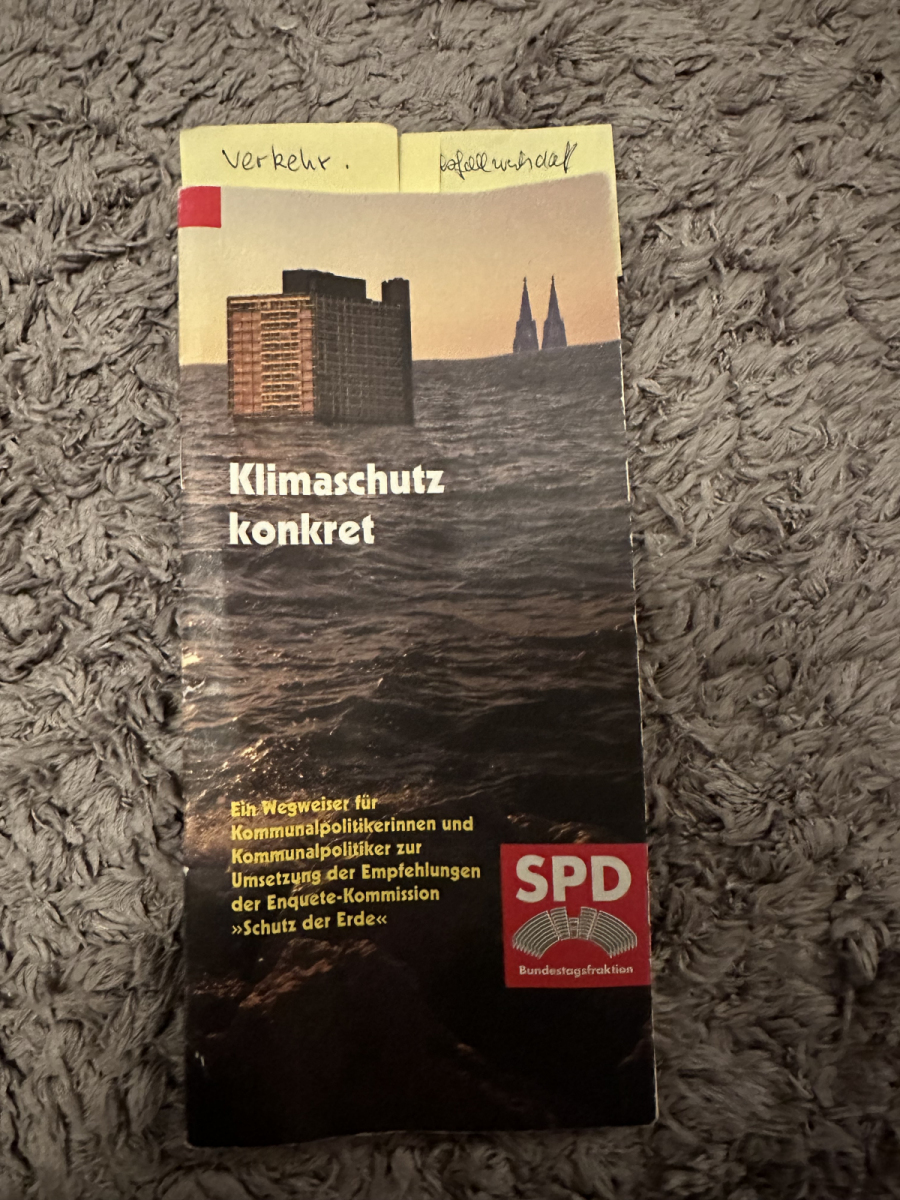 Verkehr.
Abfallwirtschaft
Klimaschutz
konkret
Ein Wegweiser für
Kommunalpolitikerinnen und
Kommunalpolitiker zur
Umsetzung der Empfehlungen
der Enquete-Kommission
»Schutz der Erde«
SPD
Bundestagsfraktion